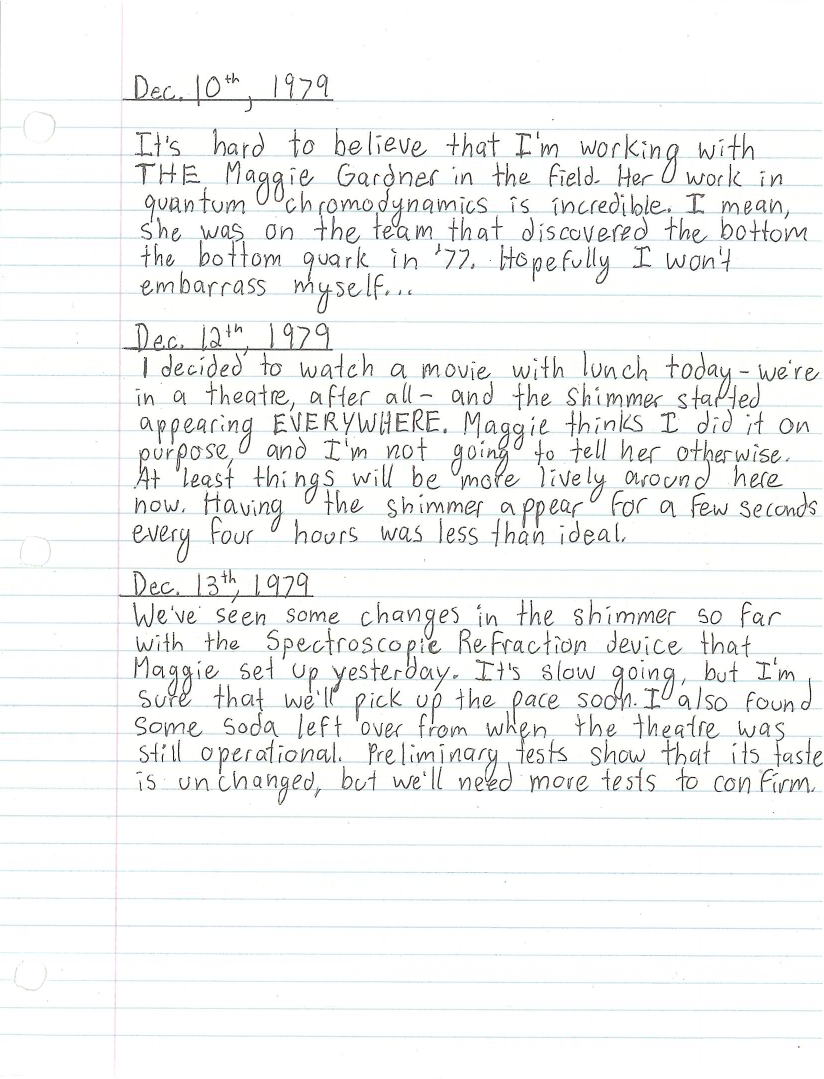 Dec. 10th, 1979
It's hard to believe that I'm working with
THE Maggie Gardner in the field. Her work in
quantum chromodynamics is incredible. I mean,
she was on the team that discovered the bottom
the bottom quark in '77. Hopefully I won't
embarrass myself...
Dec. 12th, 1979
I decided to watch a movie with lunch today - we're
in a theatre, after all - and the shimmer started
appearing EVERYWHERE. Maggie thinks I did it on
purpose, and I'm not going to tell her otherwise.
At least things will be more lively around here
now. Having the shimmer appear for a few seconds
every four hours was less than ideal.
Dec. 13th, 1979
We've seen some changes in the shimmer so far
with the Spectroscopic Refraction device that
Maggie set up yesterday. It's slow going, but I'm
sure that we'll pick up the pace soon. I also found
some soda left over from when the theatre was
still operational. Preliminary tests show that its taste
is unchanged, but we'll need more tests to confirm.